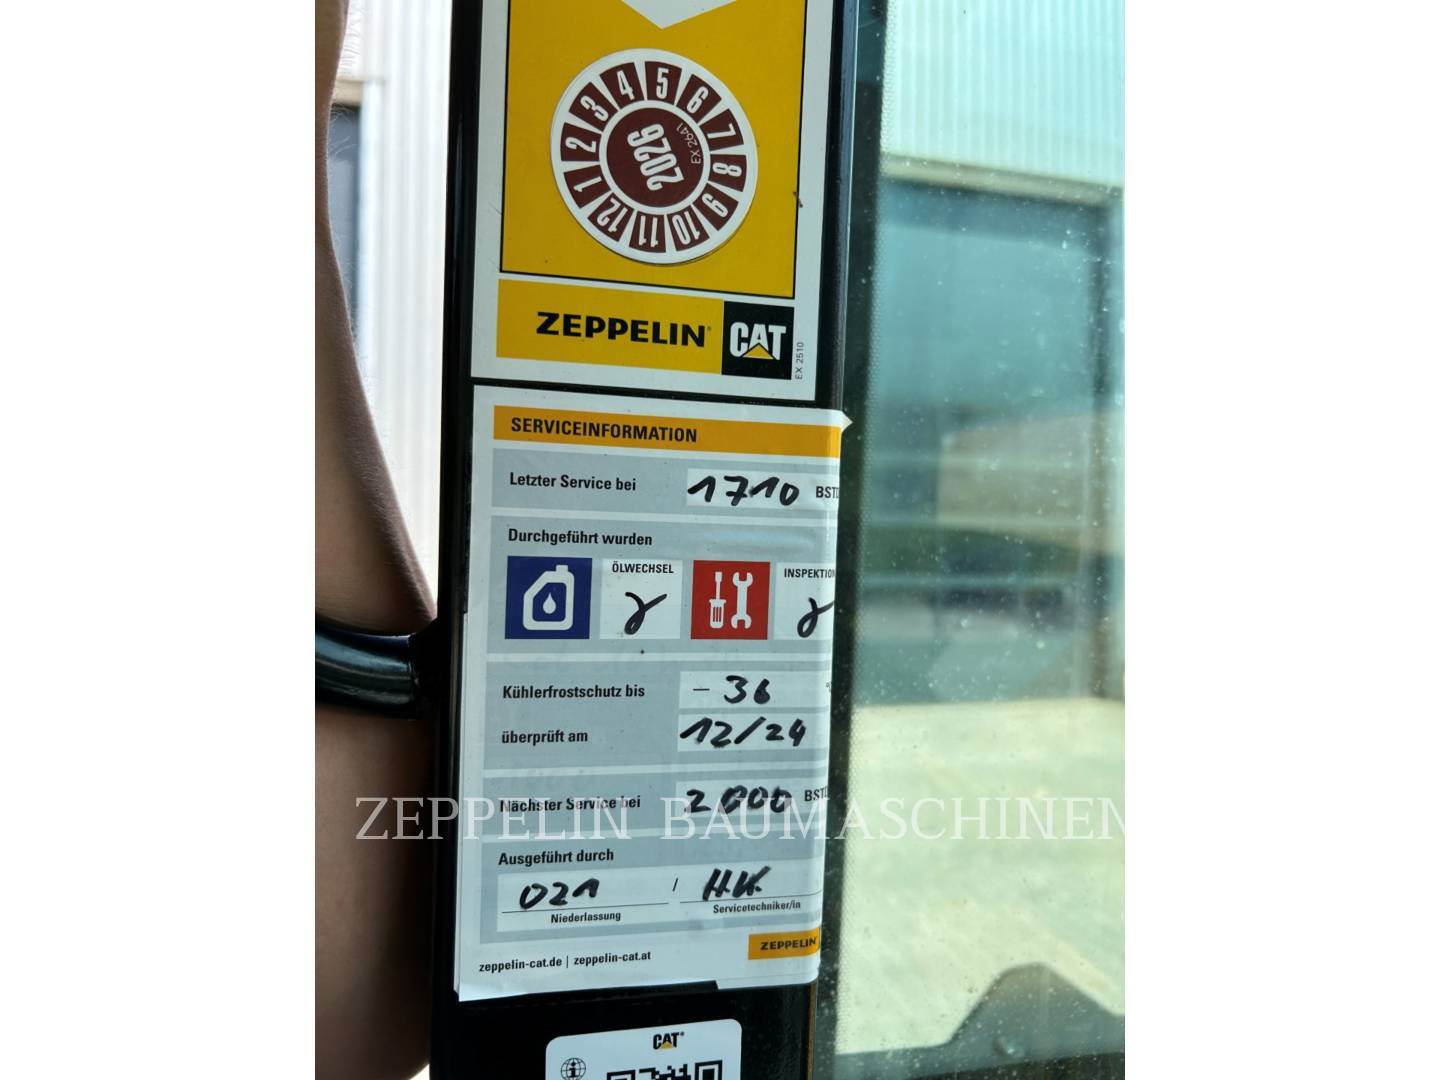 1 2 3 4 5 6 7 8 9 10 11 12
2026
EX 2641
ZEPPELIN CAT
EX 2510
SERVICEINFORMATION
Letzter Service bei 1710 BSTD
Durchgeführt wurden
ÖLWECHSEL INSPEKTION
Kühlerfrostschutz bis - 36 °
überprüft am 12/24
Nächster Service bei 2000 BSTD
ZEPPELIN BAUMASCHINEN
Ausgeführt durch
021 / H.K.
Niederlassung Servicetechniker/in
ZEPPELIN
zeppelin-cat.de | zeppelin-cat.at
CAT